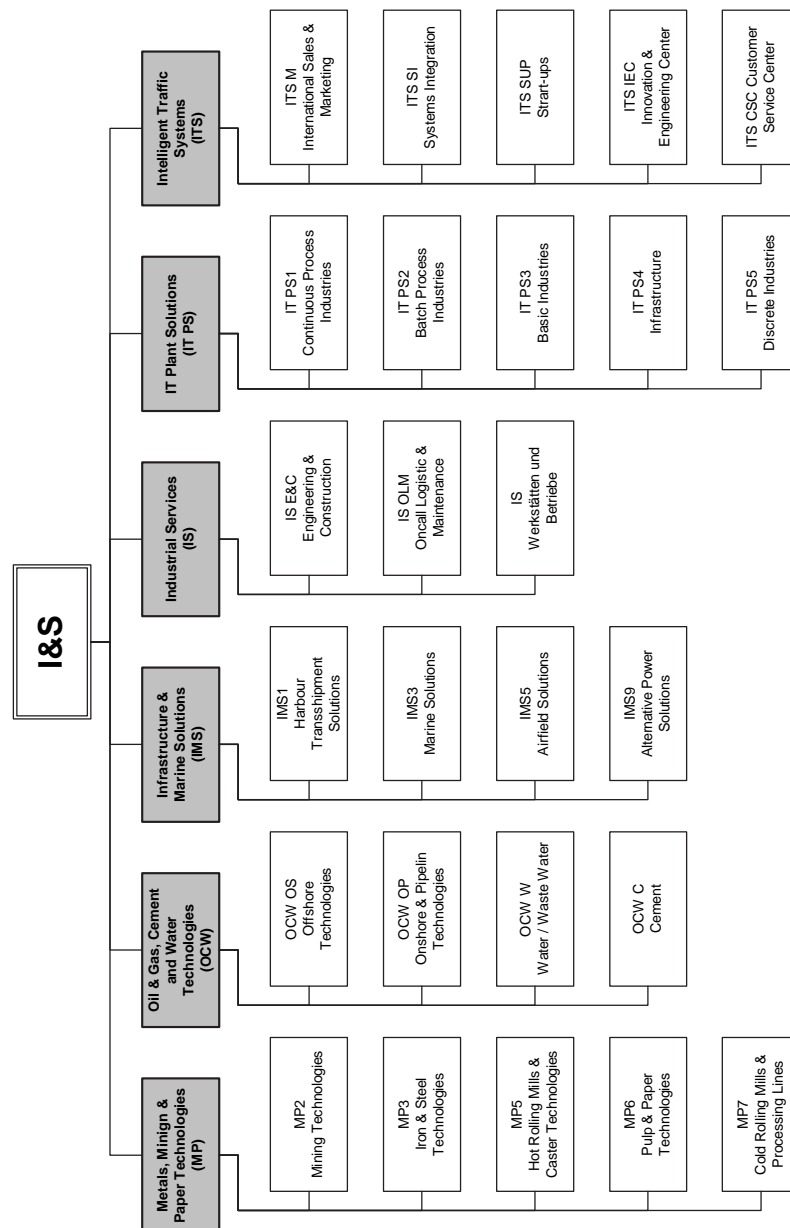 I&S
Metals, Minign &
Paper Technologies
(MP)
MP2
Mining Technologies
MP3
Iron & Steel
Technologies
MP5
Hot Rolling Mills &
Caster Technologies
MP6
Pulp & Paper
Technologies
MP7
Cold Rolling Mills &
Processing Lines
Oil & Gas, Cement
and Water
Technologies
(OCW)
OCW OS
Offshore
Technologies
OCW OP
Onshore & Pipelin
Technologies
OCW W
Water / Waste Water
OCW C
Cement
Infrastructure &
Marine Solutions
(IMS)
IMS1
Harbour
Transshipment
Solutions
IMS3
Marine Solutions
IMS5
Airfield Solutions
IMS9
Alternative Power
Solutions
Industrial Services
(IS)
IS E&C
Engineering &
Construction
IS OLM
Oncall Logistic &
Maintenance
IS
Werkstätten und
Betriebe
IT Plant Solutions
(IT PS)
IT PS1
Continuous Process
Industries
IT PS2
Batch Process
Industries
IT PS3
Basic Industries
IT PS4
Infrastructure
IT PS5
Discrete Industries
Intelligent Traffic
Systems
(ITS)
ITS M
International Sales &
Marketing
ITS SI
Systems Integration
ITS SUP
Strart-ups
ITS IEC
Innovation &
Engineering Center
ITS CSC Customer
Service Center